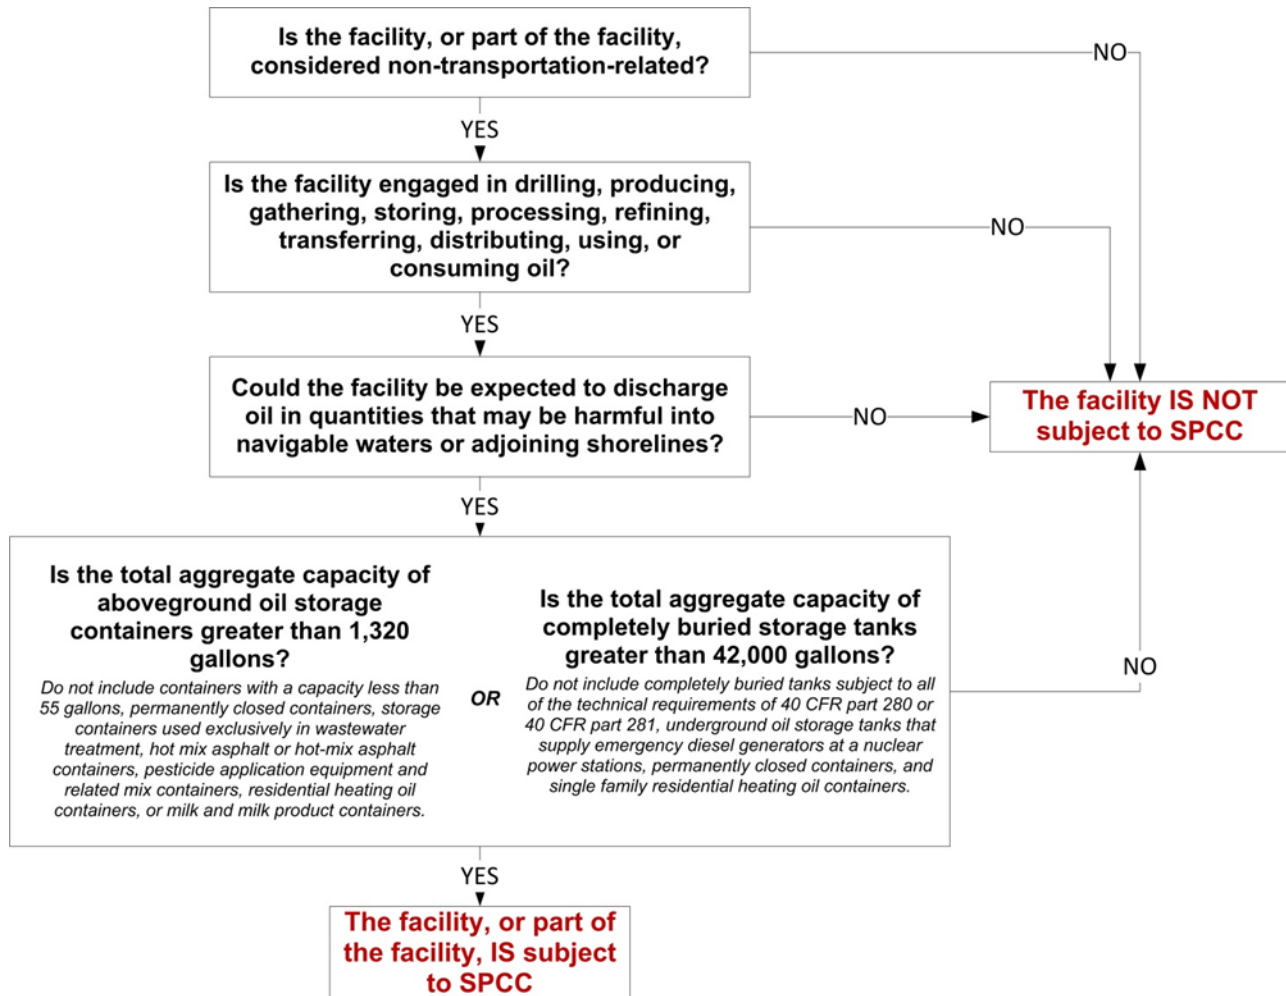 Is the facility, or part of the facility,
considered non-transportation-related?
NO
YES
Is the facility engaged in drilling, producing,
gathering, storing, processing, refining,
transferring, distributing, using, or
consuming oil?
NO
YES
Could the facility be expected to discharge
oil in quantities that may be harmful into
navigable waters or adjoining shorelines?
NO
The facility IS NOT
subject to SPCC
YES
Is the total aggregate capacity of
aboveground oil storage
containers greater than 1,320
gallons?
Do not include containers with a capacity less than
55 gallons, permanently closed containers, storage
containers used exclusively in wastewater
treatment, hot mix asphalt or hot-mix asphalt
containers, pesticide application equipment and
related mix containers, residential heating oil
containers, or milk and milk product containers.
OR
Is the total aggregate capacity of
completely buried storage tanks
greater than 42,000 gallons?
Do not include completely buried tanks subject to all
of the technical requirements of 40 CFR part 280 or
40 CFR part 281, underground oil storage tanks that
supply emergency diesel generators at a nuclear
power stations, permanently closed containers, and
single family residential heating oil containers.
NO
YES
The facility, or part of
the facility, IS subject
to SPCC